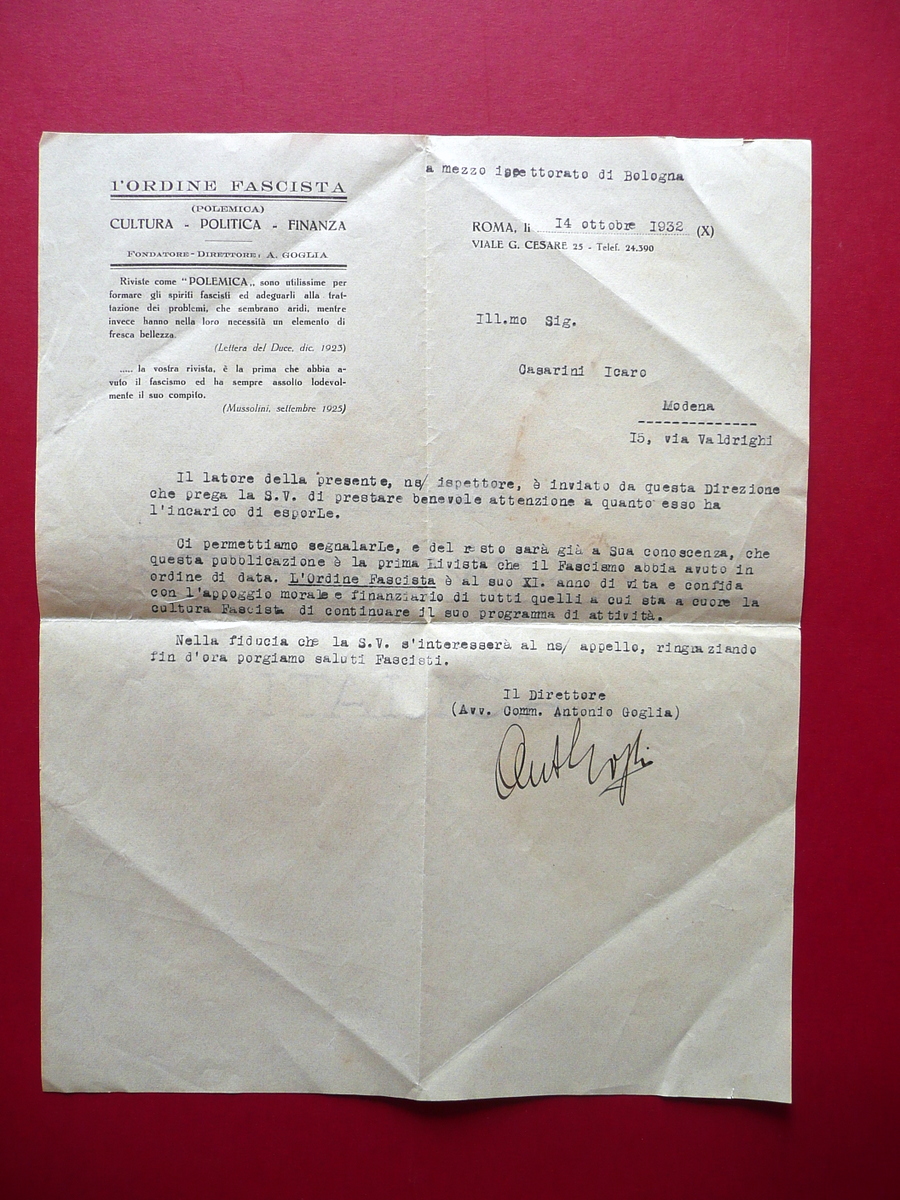 l'ORDINE FASCISTA
(POLEMICA)
CULTURA - POLITICA - FINANZA
FONDATORE-DIRETTORE: A. GOGLIA
Riviste come "POLEMICA„ sono utilissime per
formare gli spiriti fascisti ed adeguarli alla trat-
tazione dei problemi, che sembrano aridi, mentre
invece hanno nella loro necessità un elemento di
fresca bellezza.
(Lettera del Duce, dic. 1923)
..... la vostra rivista, è la prima che abbia a-
vuto il fascismo ed ha sempre assolto lodevol-
mente il suo compito.
(Mussolini, settembre 1925)
a mezzo ispettorato di Bologna
ROMA, li 14 ottobre 1932 (X)
VIALE G. CESARE 25 - Telef. 24.390
Ill.mo Sig.
Casarini Icaro
Modena
--------------
I5, via Valdrighi
Il latore della presente, ns/ ispettore, è inviato da questa Direzione
che prega la S.V. di prestare benevole attenzione a quanto esso ha
l'incarico di esporLe.
Ci permettiamo segnalarLe, e del resto sarà già a Sua conoscenza, che
questa pubblicazione è la prima Rivista che il Fascismo abbia avuto in
ordine di data. L'Ordine Fascista è al suo XI. anno di vita e confida
con l'appoggio morale e finanziario di tutti quelli a cui sta a cuore la
cultura Fascista di continuare il suo programma di attività.
Nella fiducia che la S.V. s'interesserà al ns/ appello, ringraziando
fin d'ora porgiamo saluti Fascisti.
Il Direttore
(Avv. Comm. Antonio Goglia)